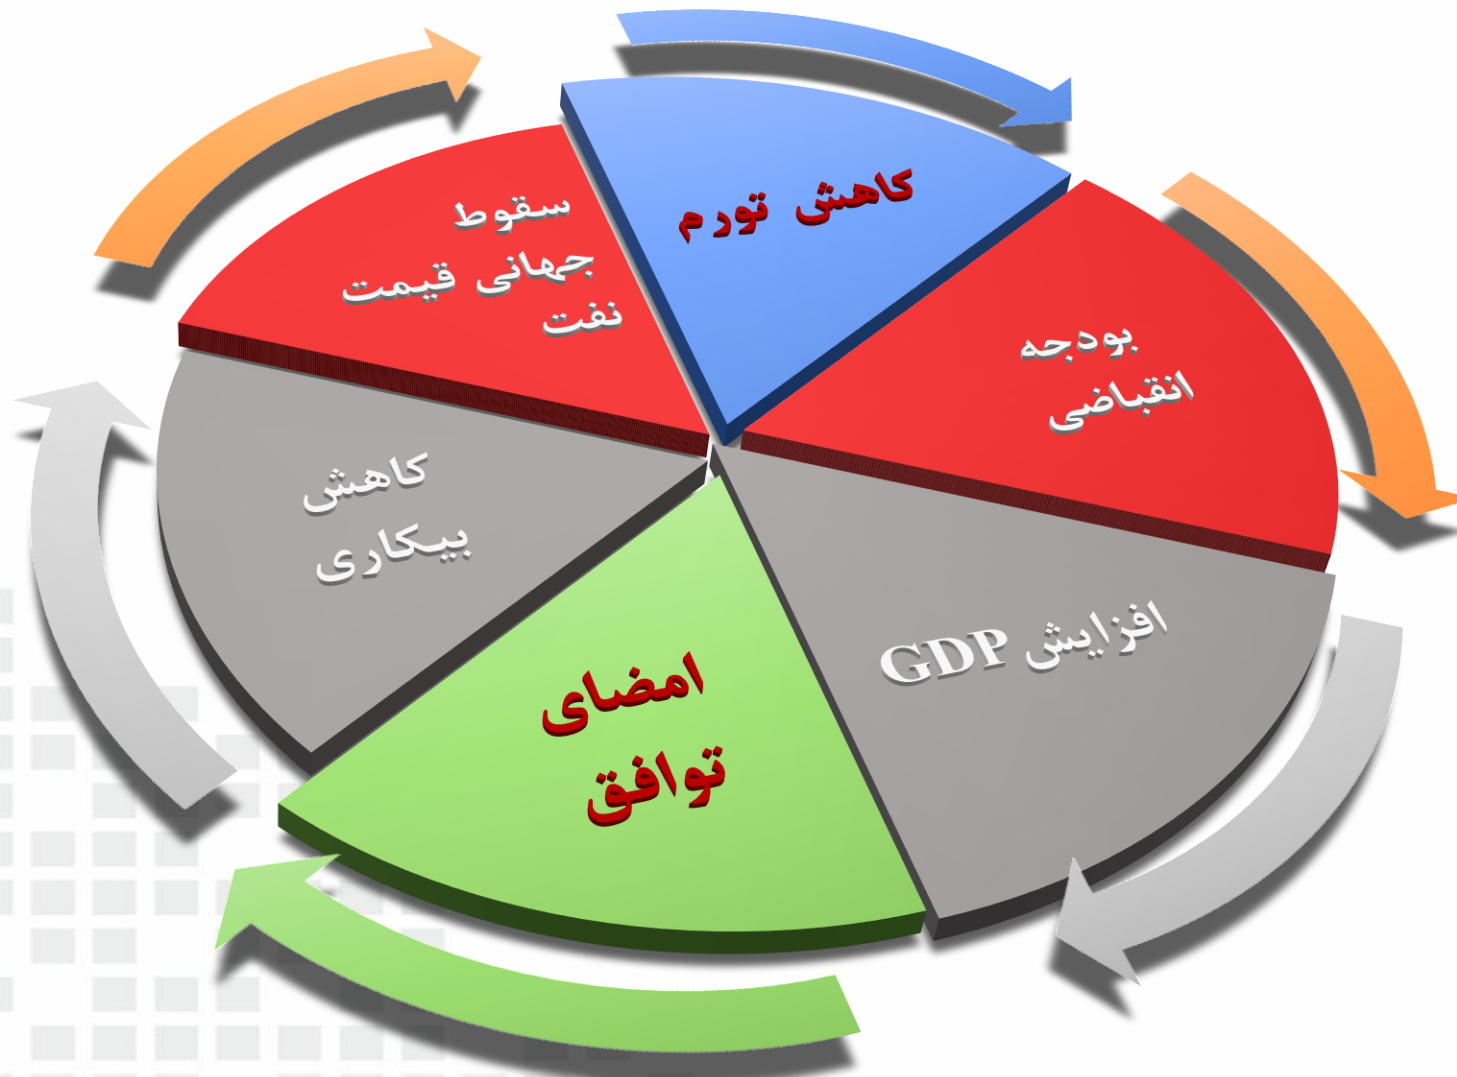 کاهش تورم
بودجه
انقباضی
افزایش GDP
امضای
توافق
کاهش
بیکاری
سقوط
جهانی قیمت
نفت